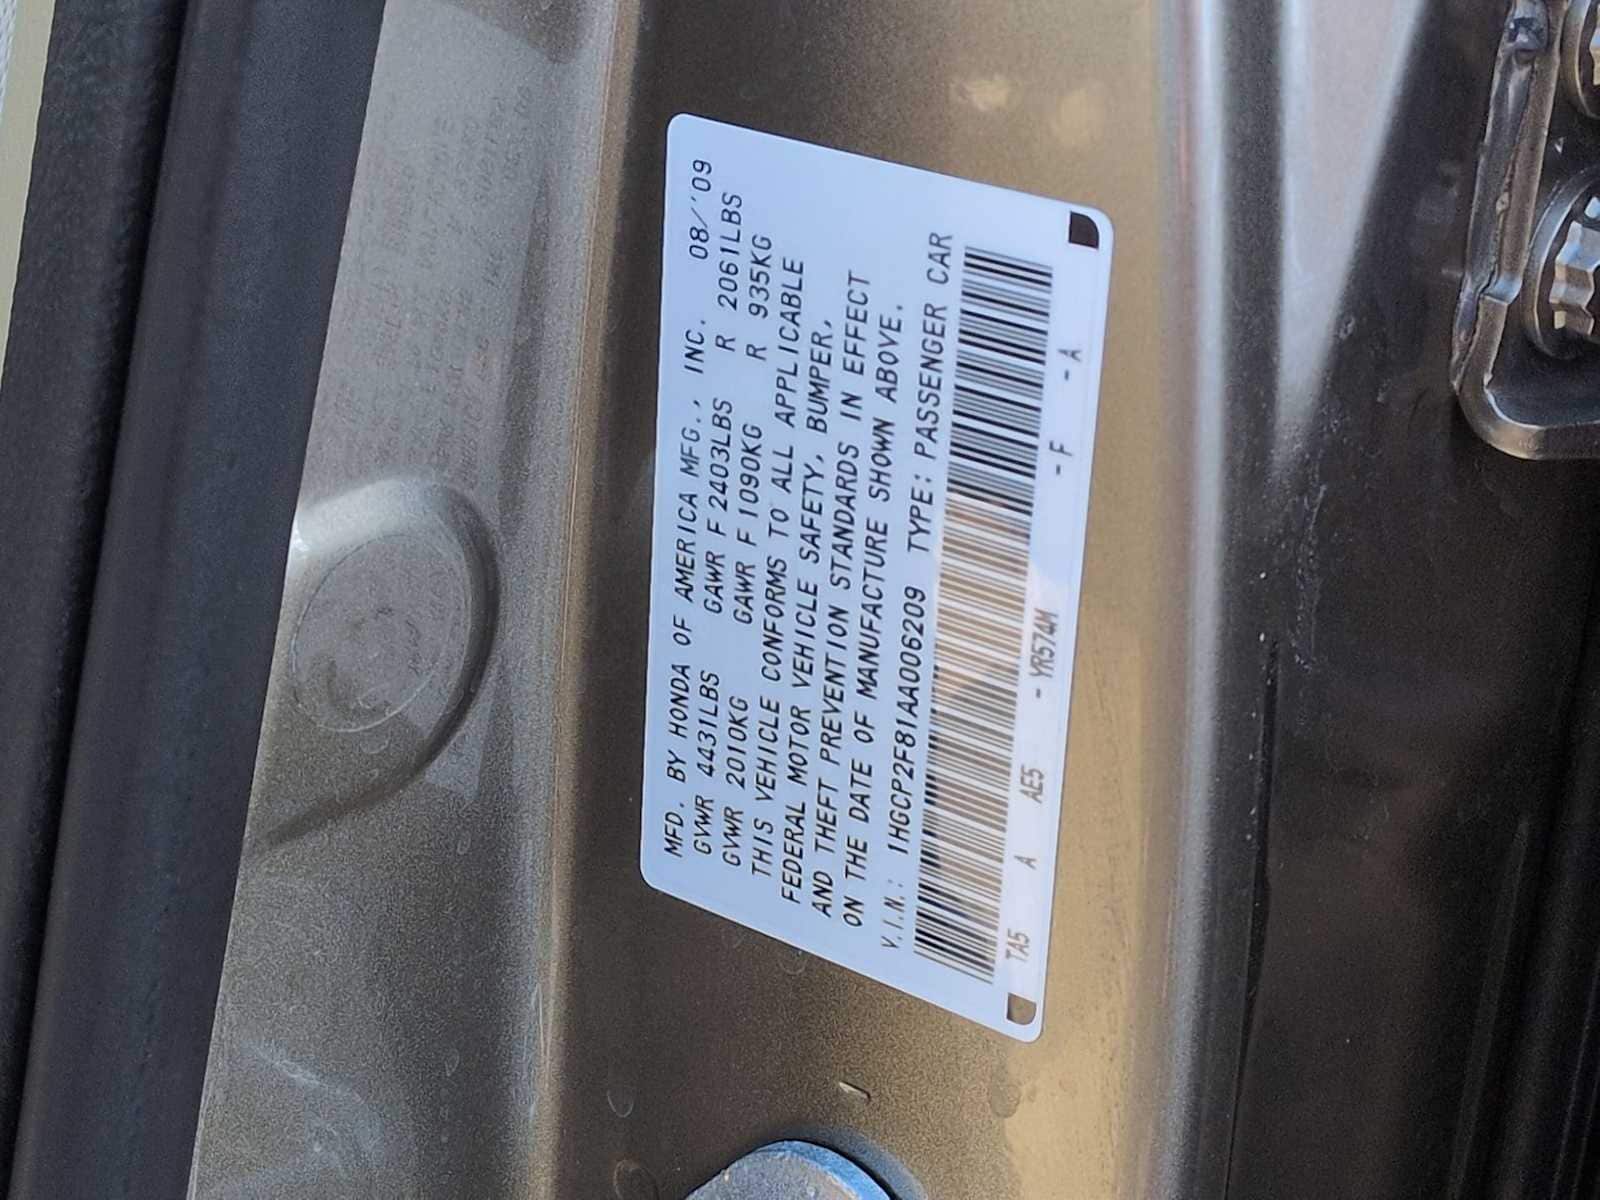 MFD. BY HONDA OF AMERICA MFG., INC. 08/'09
GVWR 4431LBS GAWR F 2403LBS R 2061LBS
GVWR 2010KG GAWR F 1090KG R 935KG
THIS VEHICLE CONFORMS TO ALL APPLICABLE
FEDERAL MOTOR VEHICLE SAFETY, BUMPER,
AND THEFT PREVENTION STANDARDS IN EFFECT
ON THE DATE OF MANUFACTURE SHOWN ABOVE.
V.I.N.: 1HGCP2F81AA006209 TYPE: PASSENGER CAR
TA5 A AE5 -YR574M -F -A